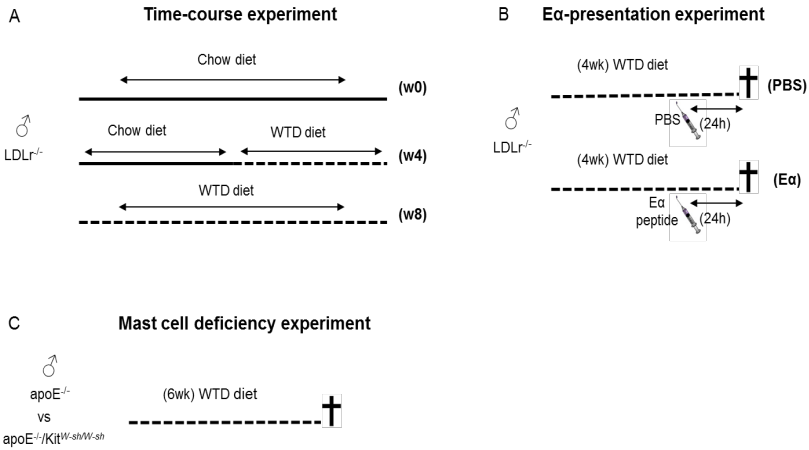 A
Time-course experiment
Chow diet
(w0)
♂
LDLr-/-
Chow diet
WTD diet
(w4)
WTD diet
(w8)
B
Eα-presentation experiment
(4wk) WTD diet
(PBS)
PBS
(24h)
♂
LDLr-/-
(4wk) WTD diet
(Eα)
Eα
peptide
(24h)
C
Mast cell deficiency experiment
♂
apoE-/-
vs
apoE-/-/KitW-sh/W-sh
(6wk) WTD diet